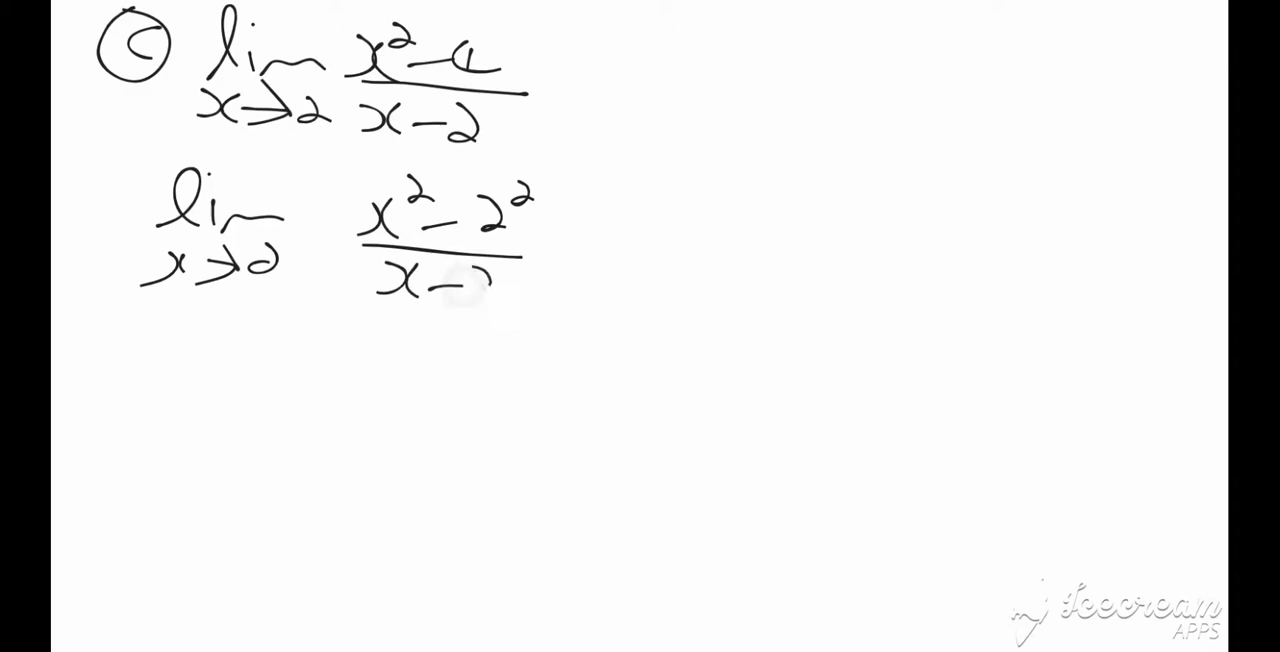 Ⓒ lim x→2 x²-4 / x-2
lim x→2 x²-2² / x-2
Icecream
APPS